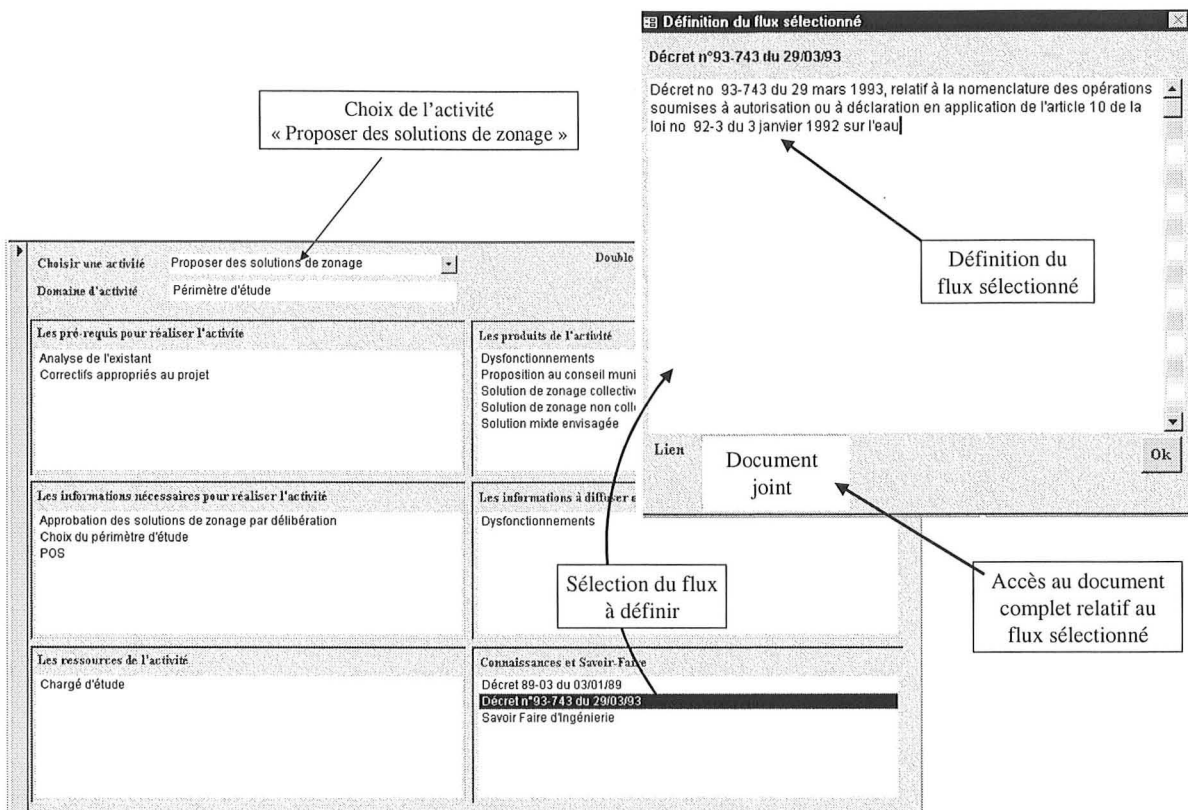 Définition du flux sélectionné
Décret n°93-743 du 29/03/93
Décret no 93-743 du 29 mars 1993, relatif à la nomenclature des opérations
soumises à autorisation ou à déclaration en application de l'article 10 de la
loi no 92-3 du 3 janvier 1992 sur l'eau
Choix de l'activité
« Proposer des solutions de zonage »
Définition du
flux sélectionné
Choisir une activité Proposer des solutions de zonage Double
Domaine d'activité Périmètre d'étude
Les pré-requis pour réaliser l'activité
Analyse de l'existant
Correctifs appropriés au projet
Les produits de l'activité
Dysfonctionnements
Proposition au conseil muni
Solution de zonage collective
Solution de zonage non coll
Solution mixte envisagée
Lien
Document
joint
Ok
Les informations nécessaires pour réaliser l'activité
Approbation des solutions de zonage par délibération
Choix du périmètre d'étude
POS
Les informations à diffuser
Dysfonctionnements
Sélection du flux
à définir
Accès au document
complet relatif au
flux sélectionné
Les ressources de l'activité
Chargé d'étude
Connaissances et Savoir-Faire
Décret 89-03 du 03/01/89
Décret n°93-743 du 29/03/93
Savoir Faire d'Ingénierie